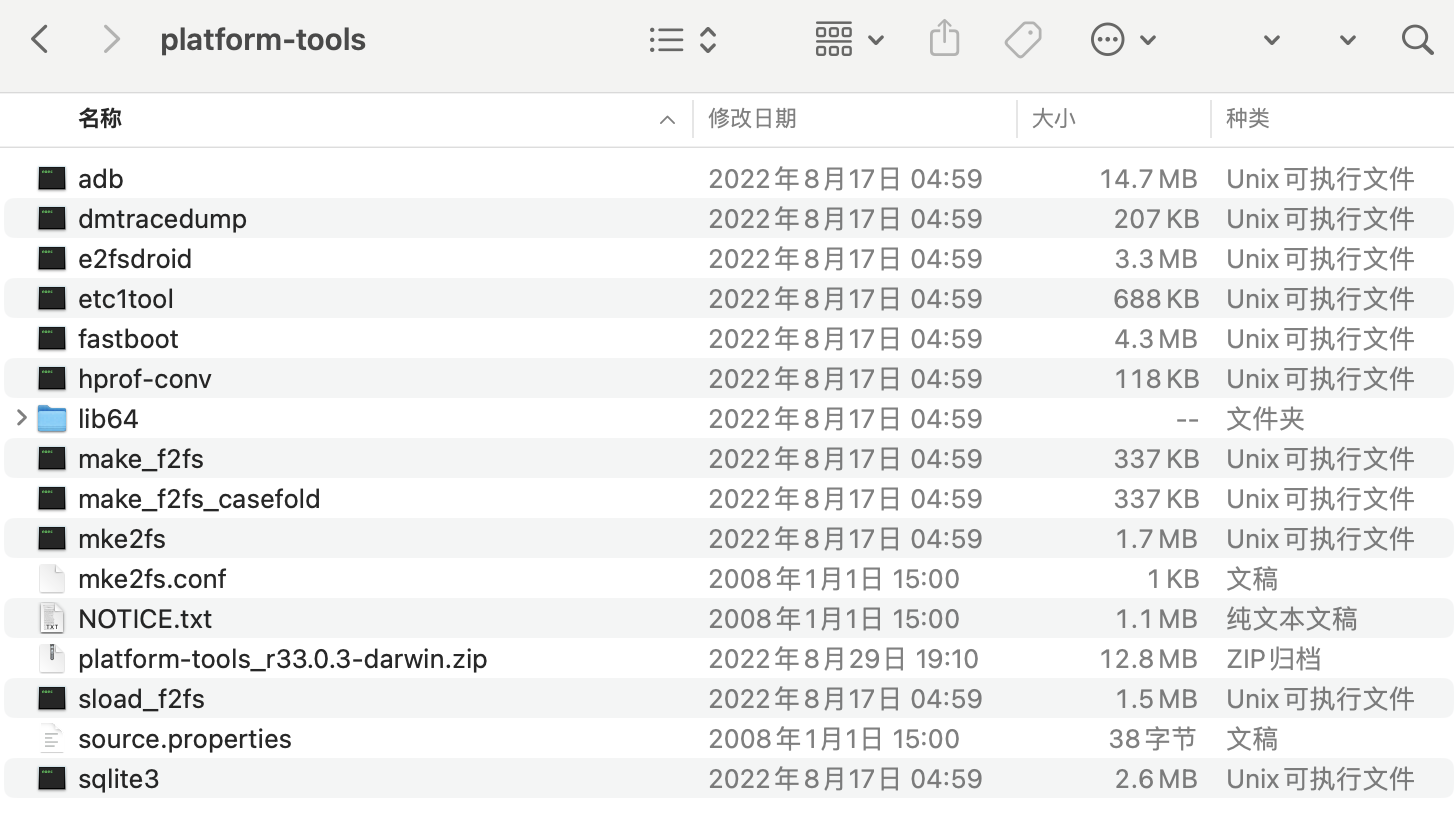 platform-tools
名称 修改日期 大小 种类
adb 2022年8月17日 04:59 14.7 MB Unix可执行文件
dmtracedump 2022年8月17日 04:59 207 KB Unix可执行文件
e2fsdroid 2022年8月17日 04:59 3.3 MB Unix可执行文件
etc1tool 2022年8月17日 04:59 688 KB Unix可执行文件
fastboot 2022年8月17日 04:59 4.3 MB Unix可执行文件
hprof-conv 2022年8月17日 04:59 118 KB Unix可执行文件
lib64 2022年8月17日 04:59 -- 文件夹
make_f2fs 2022年8月17日 04:59 337 KB Unix可执行文件
make_f2fs_casefold 2022年8月17日 04:59 337 KB Unix可执行文件
mke2fs 2022年8月17日 04:59 1.7 MB Unix可执行文件
mke2fs.conf 2008年1月1日 15:00 1 KB 文稿
NOTICE.txt 2008年1月1日 15:00 1.1 MB 纯文本文稿
platform-tools_r33.0.3-darwin.zip 2022年8月29日 19:10 12.8 MB ZIP归档
sload_f2fs 2022年8月17日 04:59 1.5 MB Unix可执行文件
source.properties 2008年1月1日 15:00 38字节 文稿
sqlite3 2022年8月17日 04:59 2.6 MB Unix可执行文件